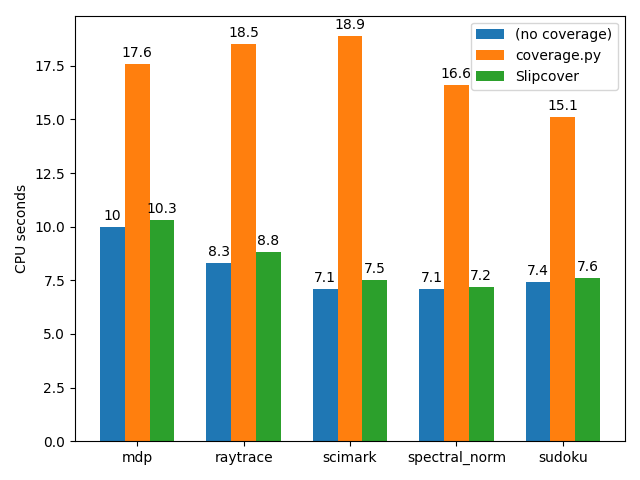 (no coverage)
coverage.py
Slipcover
CPU seconds
17.5
15.0
12.5
10.0
7.5
5.0
2.5
0.0
10
17.6
10.3
8.3
18.5
8.8
7.1
18.9
7.5
7.1
16.6
7.2
7.4
15.1
7.6
mdp
raytrace
scimark
spectral_norm
sudoku